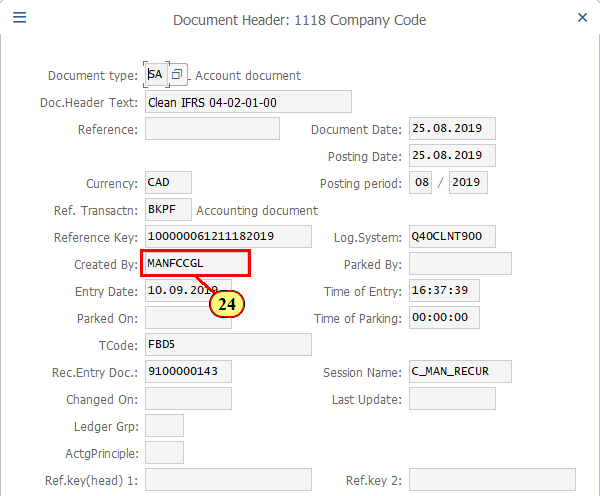 Document Header: 1118 Company Code
Document type: SA Account document
Doc.Header Text: Clean IFRS 04-02-01-00
Reference: Document Date: 25.08.2019
Posting Date: 25.08.2019
Currency: CAD Posting period: 08 / 2019
Ref. Transactn: BKPF Accounting document
Reference Key: 100000061211182019 Log.System: Q40CLNT900
Created By: MANFCCGL Parked By:
Entry Date: 10.09.2019 Time of Entry: 16:37:39
24
Parked On: Time of Parking: 00:00:00
TCode: FBD5
Rec.Entry Doc.: 9100000143 Session Name: C_MAN_RECUR
Changed On: Last Update:
Ledger Grp:
ActgPrinciple:
Ref.key(head) 1: Ref.key 2: